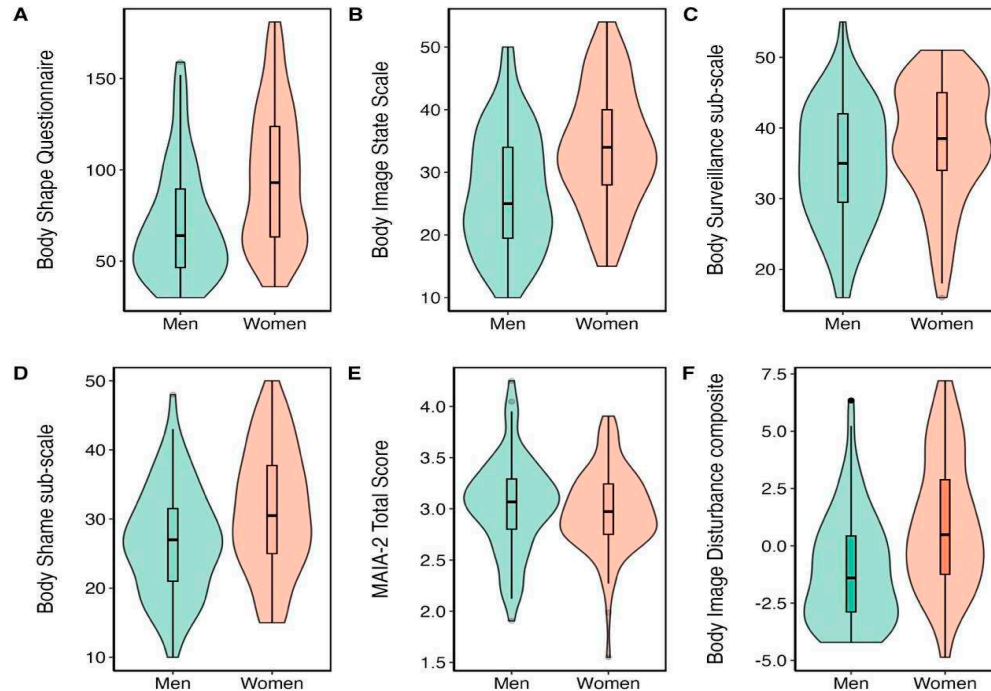 A
Body Shape Questionnaire
150
100
50
Men
Women
B
Body Image State Scale
50
40
30
20
10
Men
Women
C
Body Surveillance sub-scale
50
40
30
20
Men
Women
D
Body Shame sub-scale
50
40
30
20
10
Men
Women
E
MAIA-2 Total Score
4.0
3.5
3.0
2.5
2.0
1.5
Men
Women
F
Body Image Disturbance composite
7.5
5.0
2.5
0.0
-2.5
-5.0
Men
Women